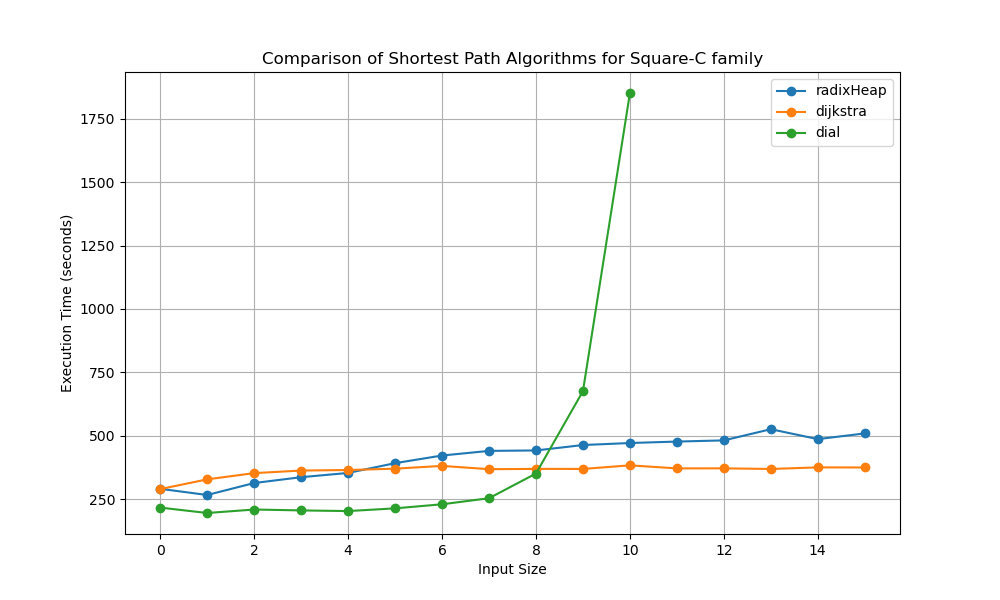 Comparison of Shortest Path Algorithms for Square-C family
radixHeap
dijkstra
dial
1750
1500
1250
1000
750
500
250
Execution Time (seconds)
0 2 4 6 8 10 12 14
Input Size